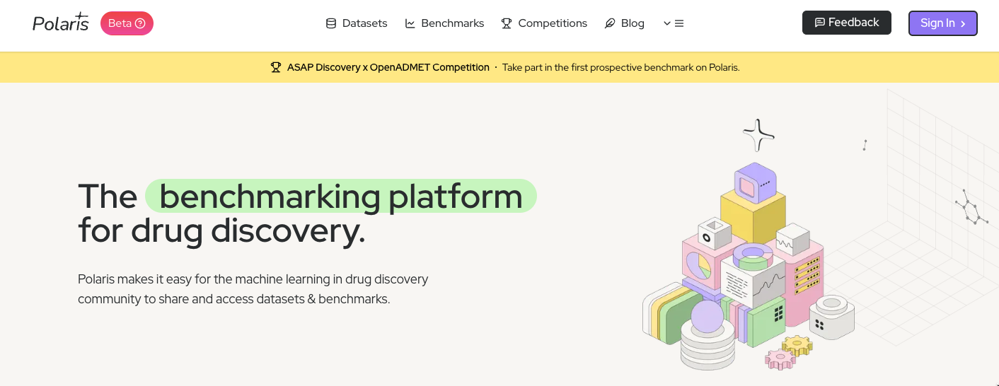 Polaris
Beta
Datasets
Benchmarks
Competitions
Blog
Feedback
Sign In
ASAP Discovery x OpenADMET Competition · Take part in the first prospective benchmark on Polaris.
The benchmarking platform
for drug discovery.
Polaris makes it easy for the machine learning in drug discovery
community to share and access datasets & benchmarks.